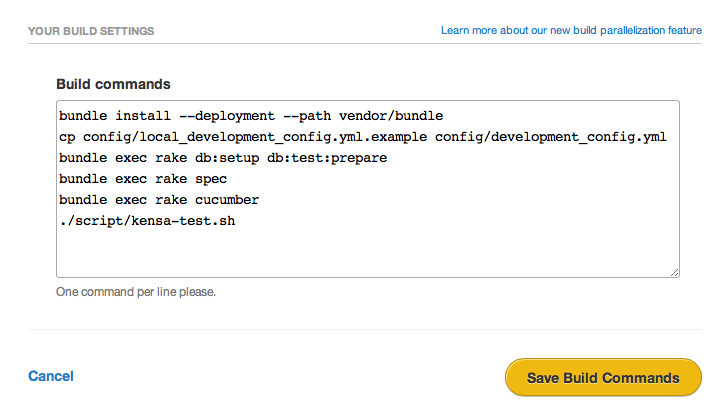 YOUR BUILD SETTINGS
Learn more about our new build parallelization feature
Build commands
bundle install --deployment --path vendor/bundle
cp config/local_development_config.yml.example config/development_config.yml
bundle exec rake db:setup db:test:prepare
bundle exec rake spec
bundle exec rake cucumber
./script/kensa-test.sh
One command per line please.
Cancel
Save Build Commands